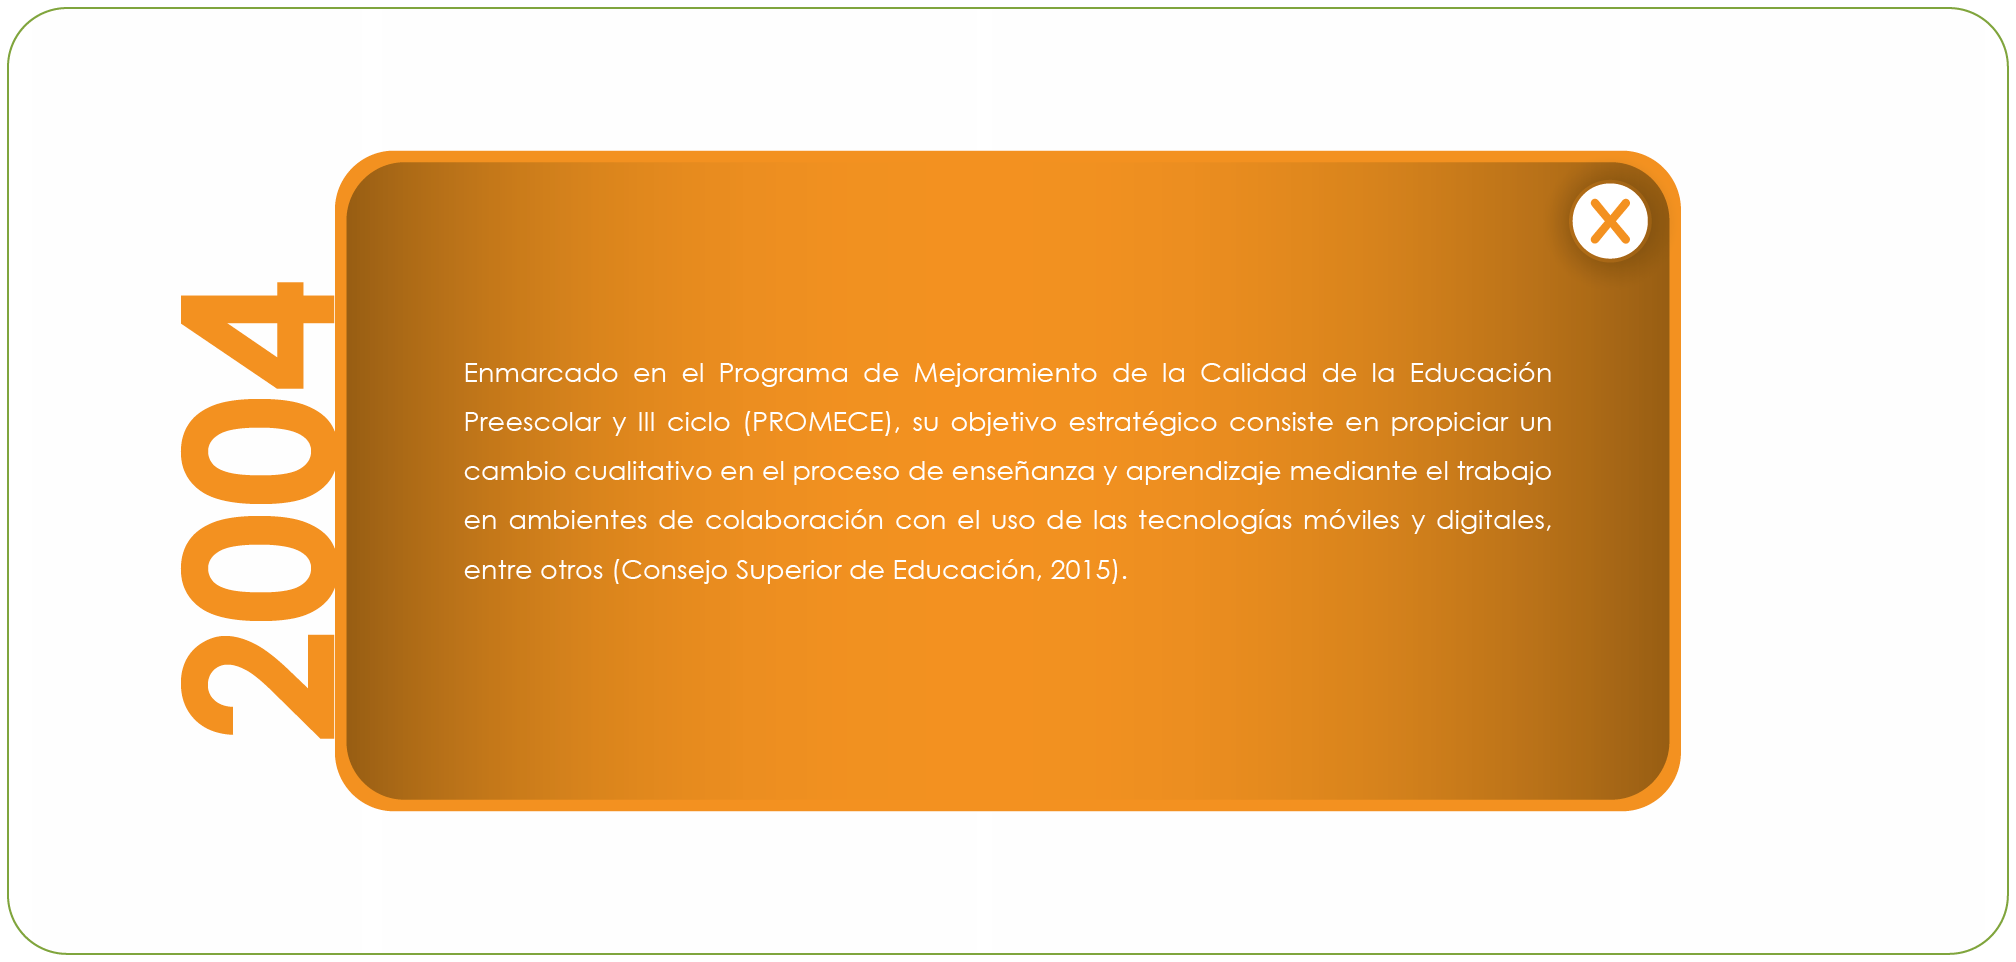 2004
X
Enmarcado en el Programa de Mejoramiento de la Calidad de la Educación
Preescolar y III ciclo (PROMECE), su objetivo estratégico consiste en propiciar un
cambio cualitativo en el proceso de enseñanza y aprendizaje mediante el trabajo
en ambientes de colaboración con el uso de las tecnologías móviles y digitales,
entre otros (Consejo Superior de Educación, 2015).